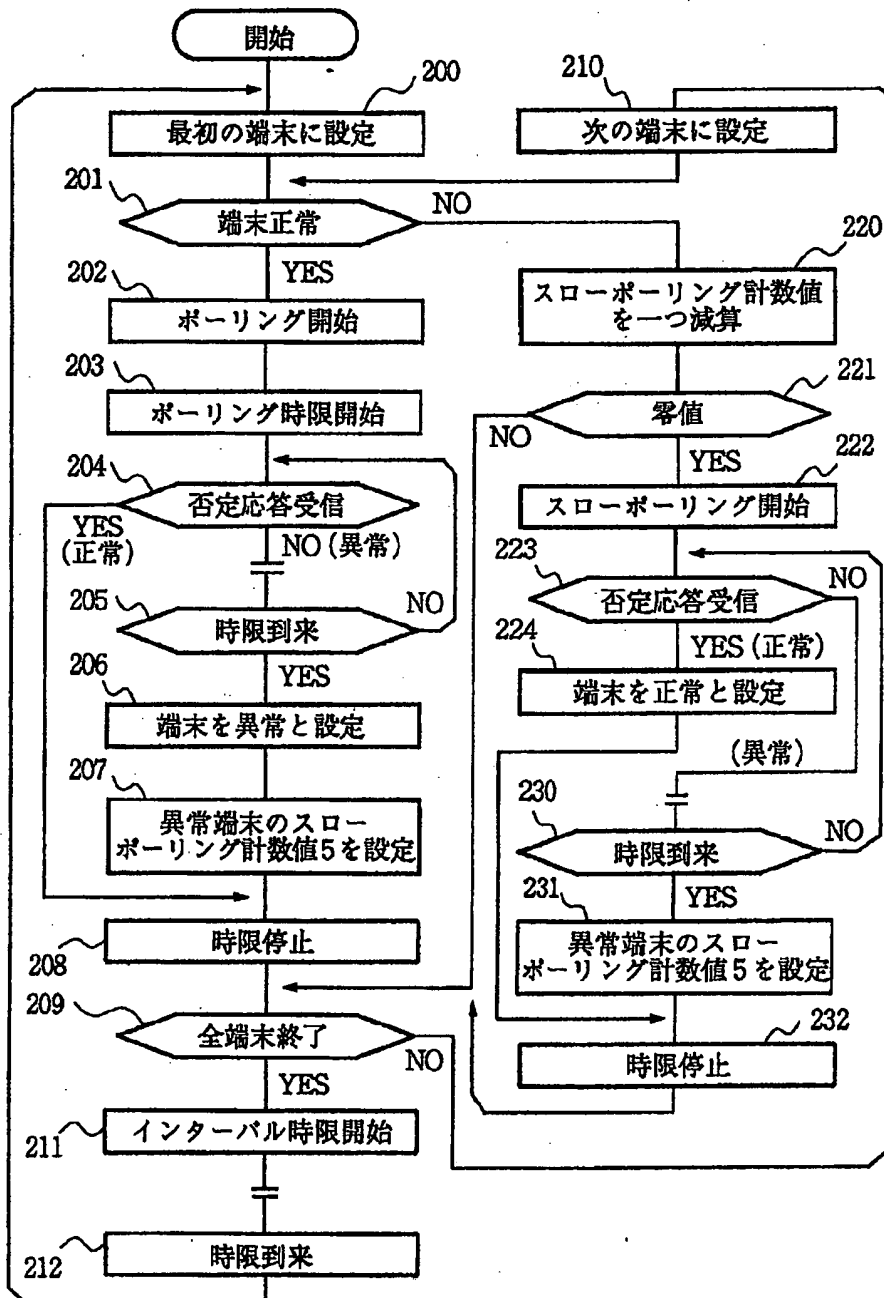 開始
200
最初の端末に設定
201
端末正常
NO
YES
202
ポーリング開始
203
ポーリング時限開始
204
否定応答受信
YES
(正常)
NO (異常)
205
時限到来
NO
YES
206
端末を異常と設定
207
異常端末のスロー
ポーリング計数値5を設定
時限停止
208
209
全端末終了
NO
YES
インターバル時限開始
211
時限到来
212
210
次の端末に設定
220
スローポーリング計数値
を一つ減算
221
零値
NO
YES
222
スローポーリング開始
223
否定応答受信
NO
YES (正常)
224
端末を正常と設定
(異常)
230
時限到来
NO
YES
231
異常端末のスロー
ポーリング計数値5を設定
232
時限停止